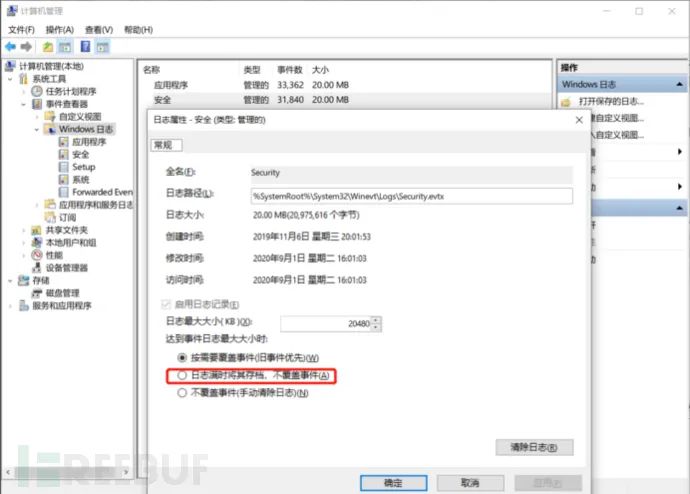 计算机管理
文件(F) 操作(A) 查看(V) 帮助(H)
计算机管理(本地)
系统工具
任务计划程序
事件查看器
自定义视图
Windows 日志
应用程序
安全
Setup
系统
Forwarded Even
应用程序和服务日志
订阅
共享文件夹
本地用户和组
性能
设备管理器
存储
磁盘管理
服务和应用程序
名称 类型 事件数 大小
应用程序 管理的 33,362 20.00 MB
安全 管理的 31,840 20.00 MB
操作
Windows 日志
打开保存的日志...
建自定义视图...
入自定义视图...
日志属性 - 安全 (类型: 管理的)
常规
全名(F): Security
日志路径(L): %SystemRoot%\System32\Winevt\Logs\Security.evtx
日志大小: 20.00 MB(20,975,616 个字节)
创建时间: 2019年11月6日 星期三 20:01:53
修改时间: 2020年9月1日 星期二 16:01:03
访问时间: 2020年9月1日 星期二 16:01:03
启用日志记录(E)
日志最大大小( KB )(X): 20480
达到事件日志最大大小时:
按需要覆盖事件(旧事件优先)(W)
日志满时将其存档、不覆盖事件(A)
不覆盖事件(手动清除日志)(N)
清除日志(R)
确定 取消 应用(P)
REEBUF